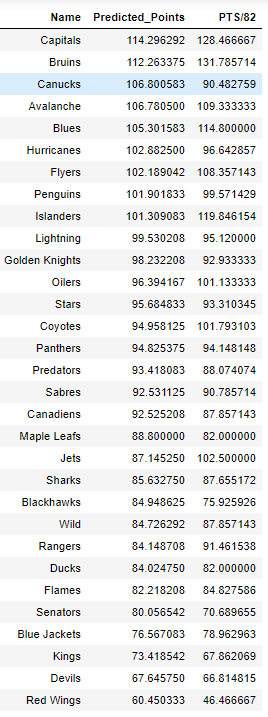 Name Predicted_Points PTS/82
Capitals 114.296292 128.466667
Bruins 112.263375 131.785714
Canucks 106.800583 90.482759
Avalanche 106.780500 109.333333
Blues 105.301583 114.800000
Hurricanes 102.882500 96.642857
Flyers 102.189042 108.357143
Penguins 101.901833 99.571429
Islanders 101.309083 119.846154
Lightning 99.530208 95.120000
Golden Knights 98.232208 92.933333
Oilers 96.394167 101.133333
Stars 95.684833 93.310345
Coyotes 94.958125 101.793103
Panthers 94.825375 94.148148
Predators 93.418083 88.074074
Sabres 92.531125 90.785714
Canadiens 92.525208 87.857143
Maple Leafs 88.800000 82.000000
Jets 87.145250 102.500000
Sharks 85.632750 87.655172
Blackhawks 84.948625 75.925926
Wild 84.726292 87.857143
Rangers 84.148708 91.461538
Ducks 84.024750 82.000000
Flames 82.218208 84.827586
Senators 80.056542 70.689655
Blue Jackets 76.567083 78.962963
Kings 73.418542 67.862069
Devils 67.645750 66.814815
Red Wings 60.450333 46.466667